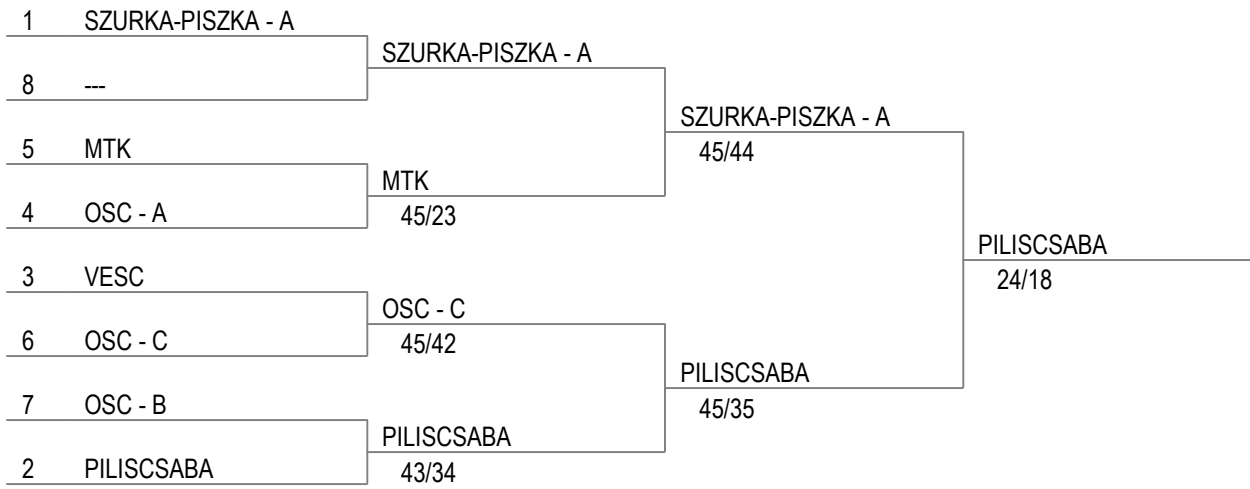 1 SZURKA-PISZKA - A
SZURKA-PISZKA - A
8 ---
SZURKA-PISZKA - A
45/44
5 MTK
MTK
45/23
4 OSC - A
PILISCSABA
24/18
3 VESC
OSC - C
45/42
6 OSC - C
PILISCSABA
45/35
7 OSC - B
PILISCSABA
43/34
2 PILISCSABA